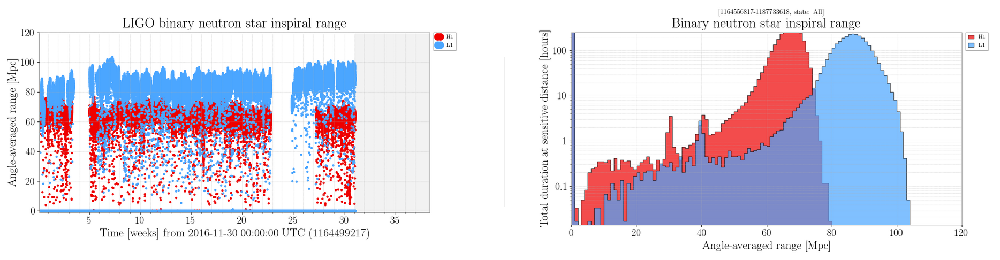 LIGO binary neutron star inspiral range
120
100
80
60
40
20
0
Angle-averaged range [Mpc]
5 10 15 20 25 30 35
Time [weeks] from 2016-11-30 00:00:00 UTC (1164499217)
H1
L1
[1164556817-1187733618, state: All]
Binary neutron star inspiral range
100
10
1
0.1
Total duration at sensitive distance [hours]
0 20 40 60 80 100 120
Angle-averaged range [Mpc]
H1
L1